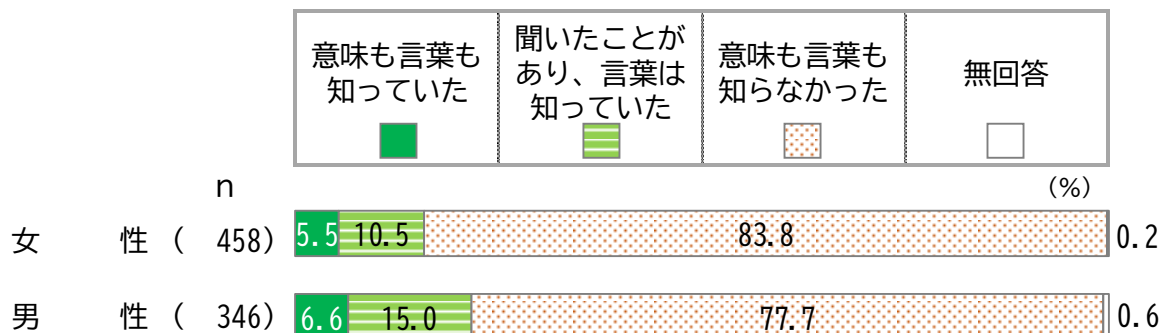 意味も言葉も
知っていた
聞いたことが
あり、言葉は
知っていた
意味も言葉も
知らなかった
無回答
n
(%)
女 性 ( 458) 5.5 10.5 83.8 0.2
男 性 ( 346) 6.6 15.0 77.7 0.6